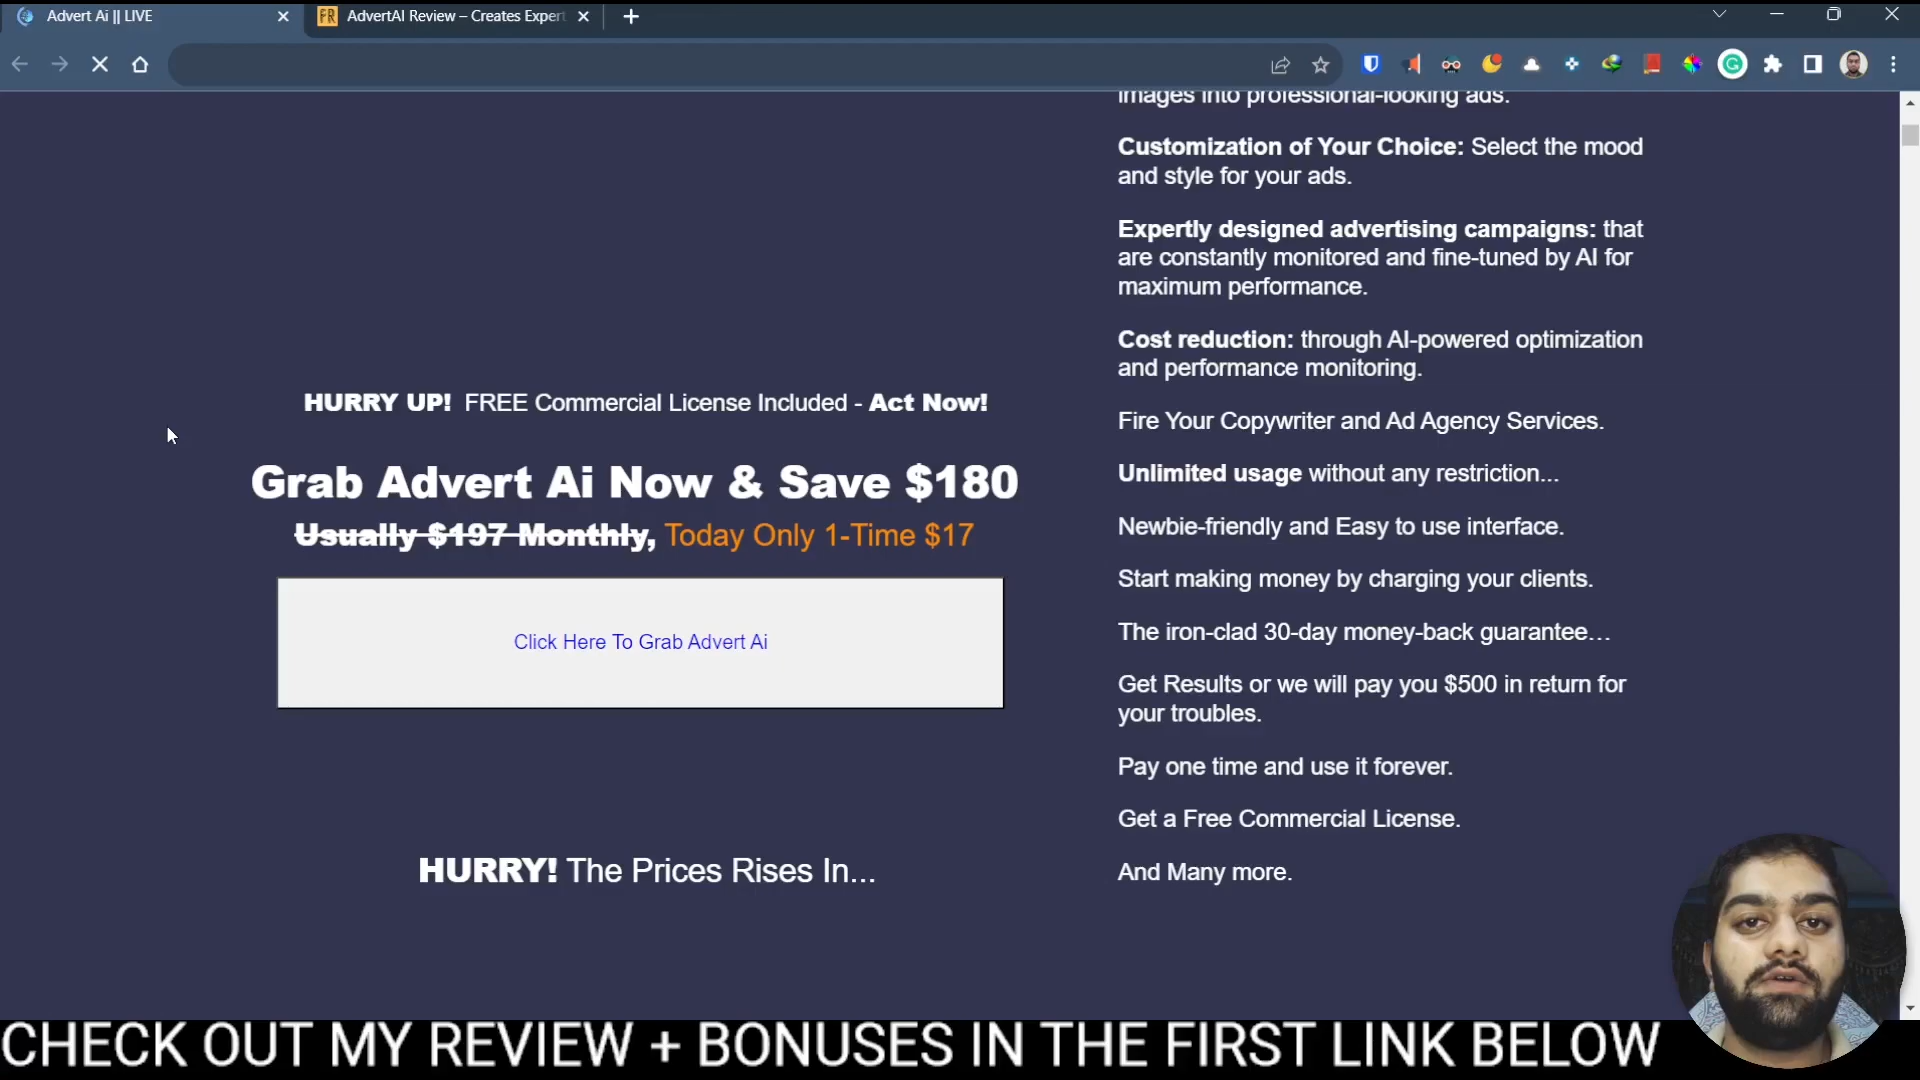 Advert Ai || LIVE
AdvertAI Review – Creates Expert
images into professional-looking ads.
Customization of Your Choice: Select the mood
and style for your ads.
Expertly designed advertising campaigns: that
are constantly monitored and fine-tuned by AI for
maximum performance.
Cost reduction: through AI-powered optimization
and performance monitoring.
Fire Your Copywriter and Ad Agency Services.
Unlimited usage without any restriction...
Newbie-friendly and Easy to use interface.
Start making money by charging your clients.
The iron-clad 30-day money-back guarantee…
Get Results or we will pay you $500 in return for
your troubles.
Pay one time and use it forever.
Get a Free Commercial License.
And Many more.
HURRY UP! FREE Commercial License Included - Act Now!
Grab Advert Ai Now & Save $180
Usually $197 Monthly, Today Only 1-Time $17
Click Here To Grab Advert Ai
HURRY! The Prices Rises In...
CHECK OUT MY REVIEW + BONUSES IN THE FIRST LINK BELOW